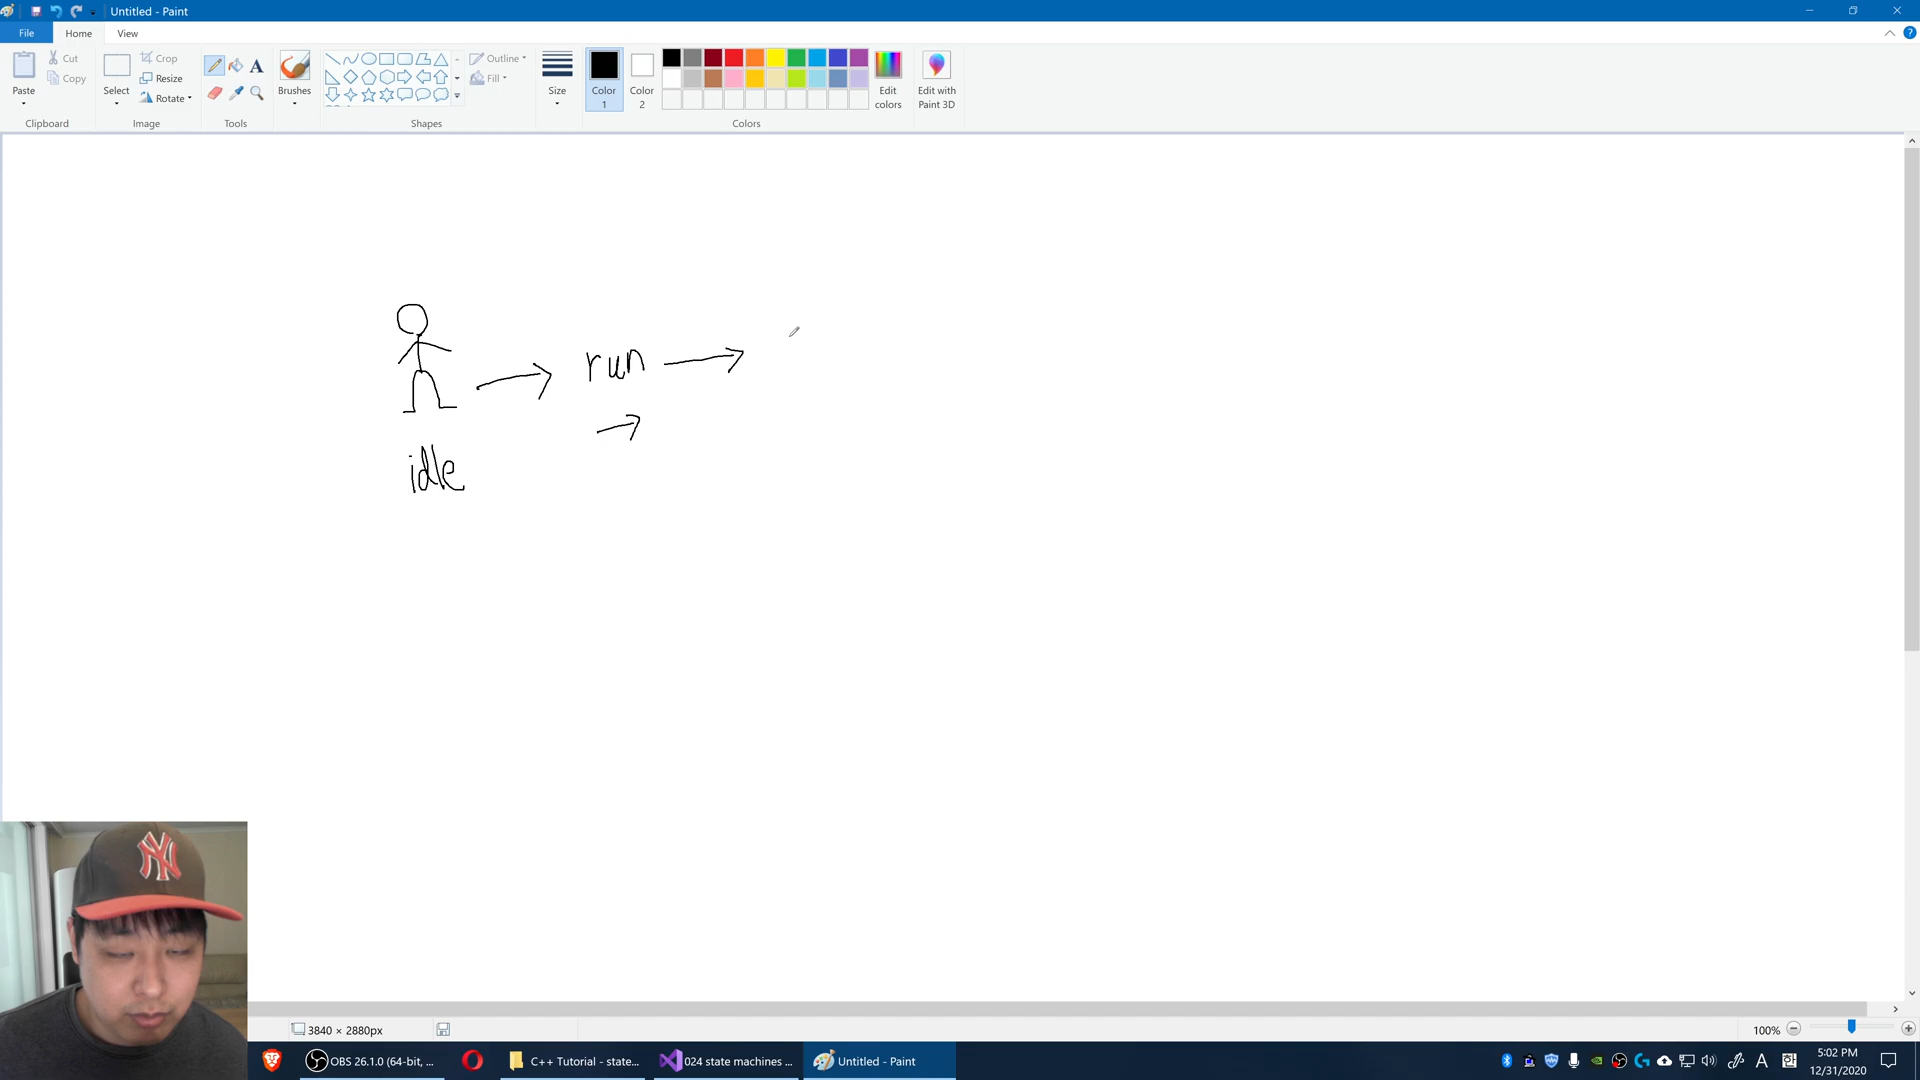 Untitled - Paint
File
Home
View
Paste
Cut
Copy
Clipboard
Select
Crop
Resize
Rotate
Image
Tools
Brushes
Shapes
Outline
Fill
Size
Color 1
Color 2
Colors
Edit colors
Edit with Paint 3D
run
idle
NY
3840 × 2880px
100%
OBS 26.1.0 (64-bit, ...
C++ Tutorial - state...
024 state machines ...
Untitled - Paint
A
5:02 PM
12/31/2020